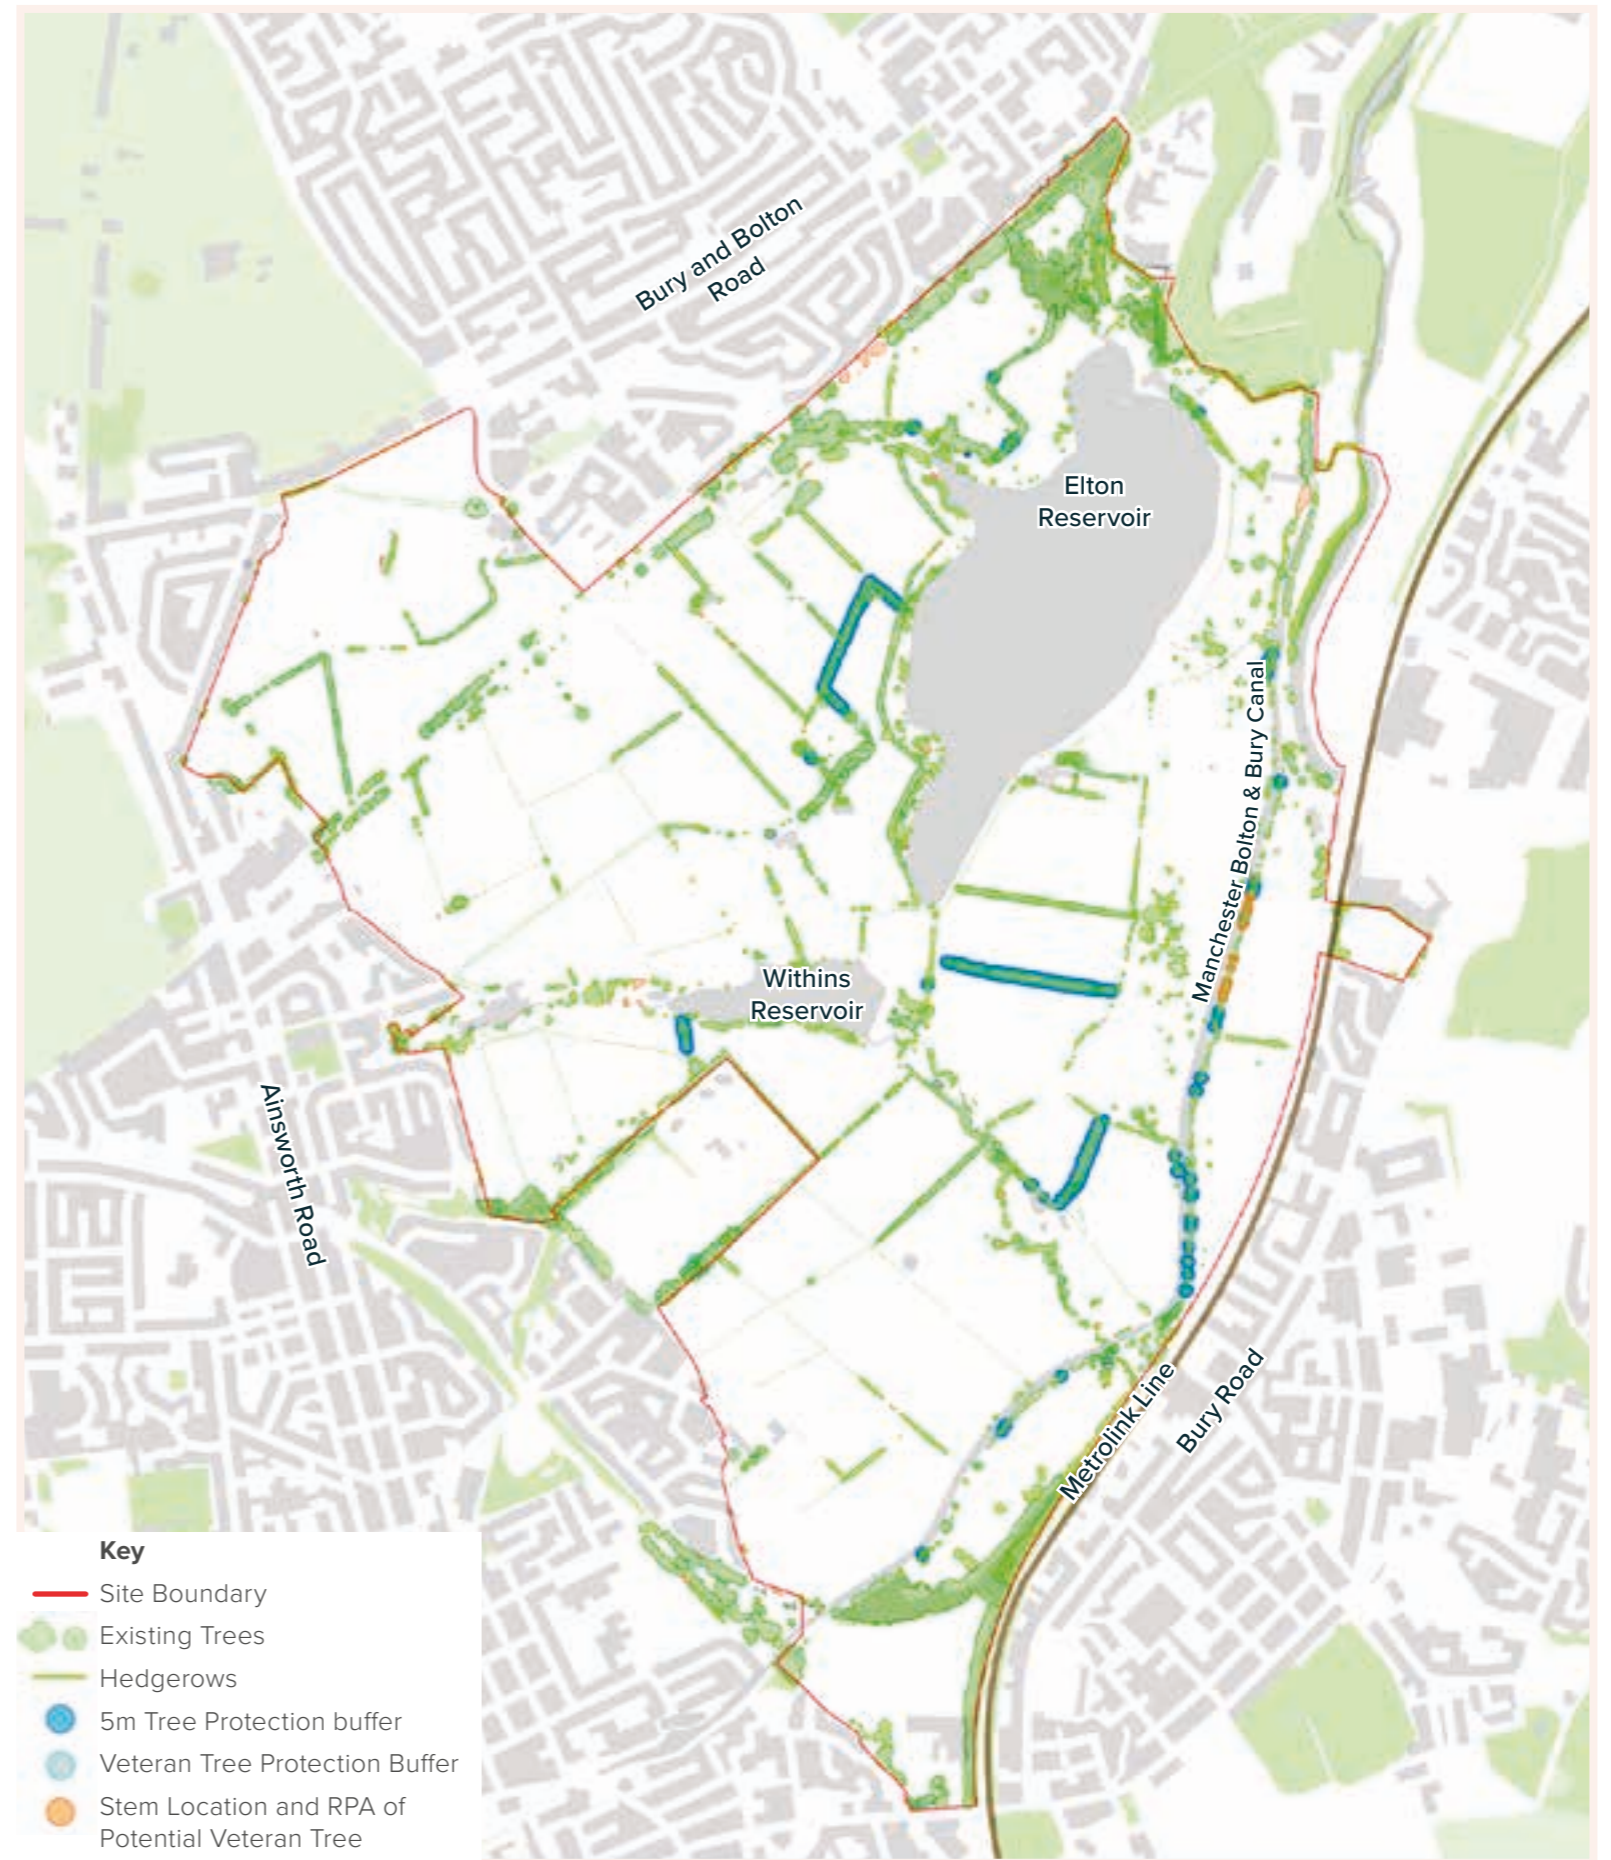 Bury and Bolton
Road
Elton
Reservoir
Manchester Bolton & Bury Canal
Withins
Reservoir
Ainsworth Road
Metrolink Line
Bury Road
Key
Site Boundary
Existing Trees
Hedgerows
5m Tree Protection buffer
Veteran Tree Protection Buffer
Stem Location and RPA of
Potential Veteran Tree